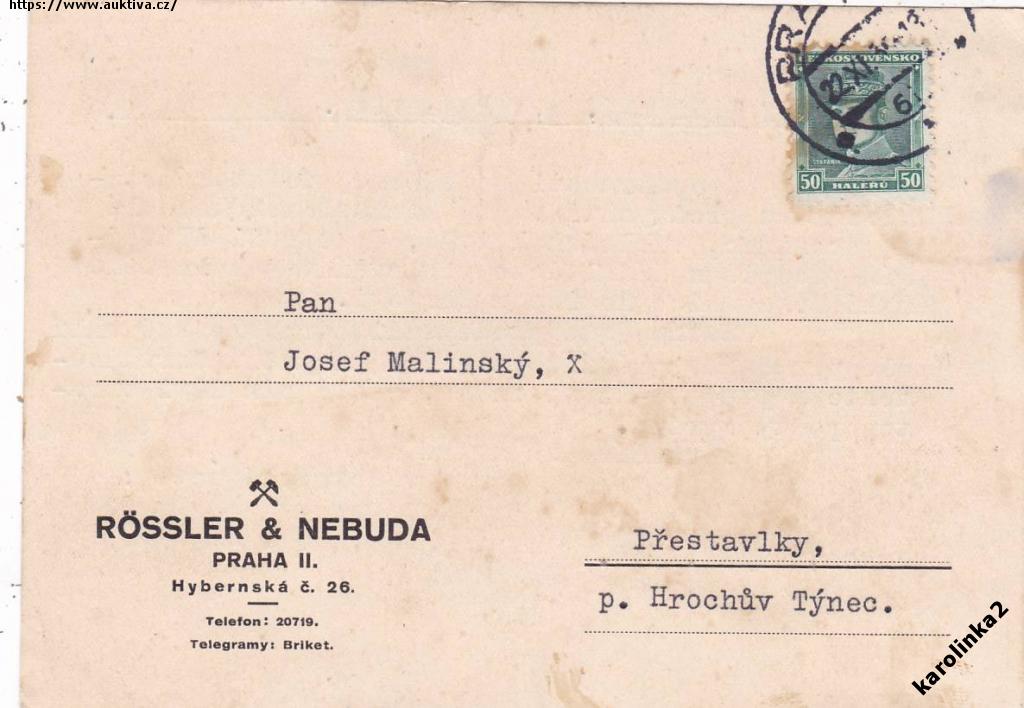 https://www.auktiva.cz/
ČESKOSLOVENSKO
ŠTEFÁNIK
50 HALÉŘŮ 50
Pan
Josef Malinský, X
RÖSSLER & NEBUDA
PRAHA II.
Hybernská č. 26.
Telefon: 20719.
Telegramy: Briket.
Přestavlky,
p. Hrochův Týnec.
karolinka2